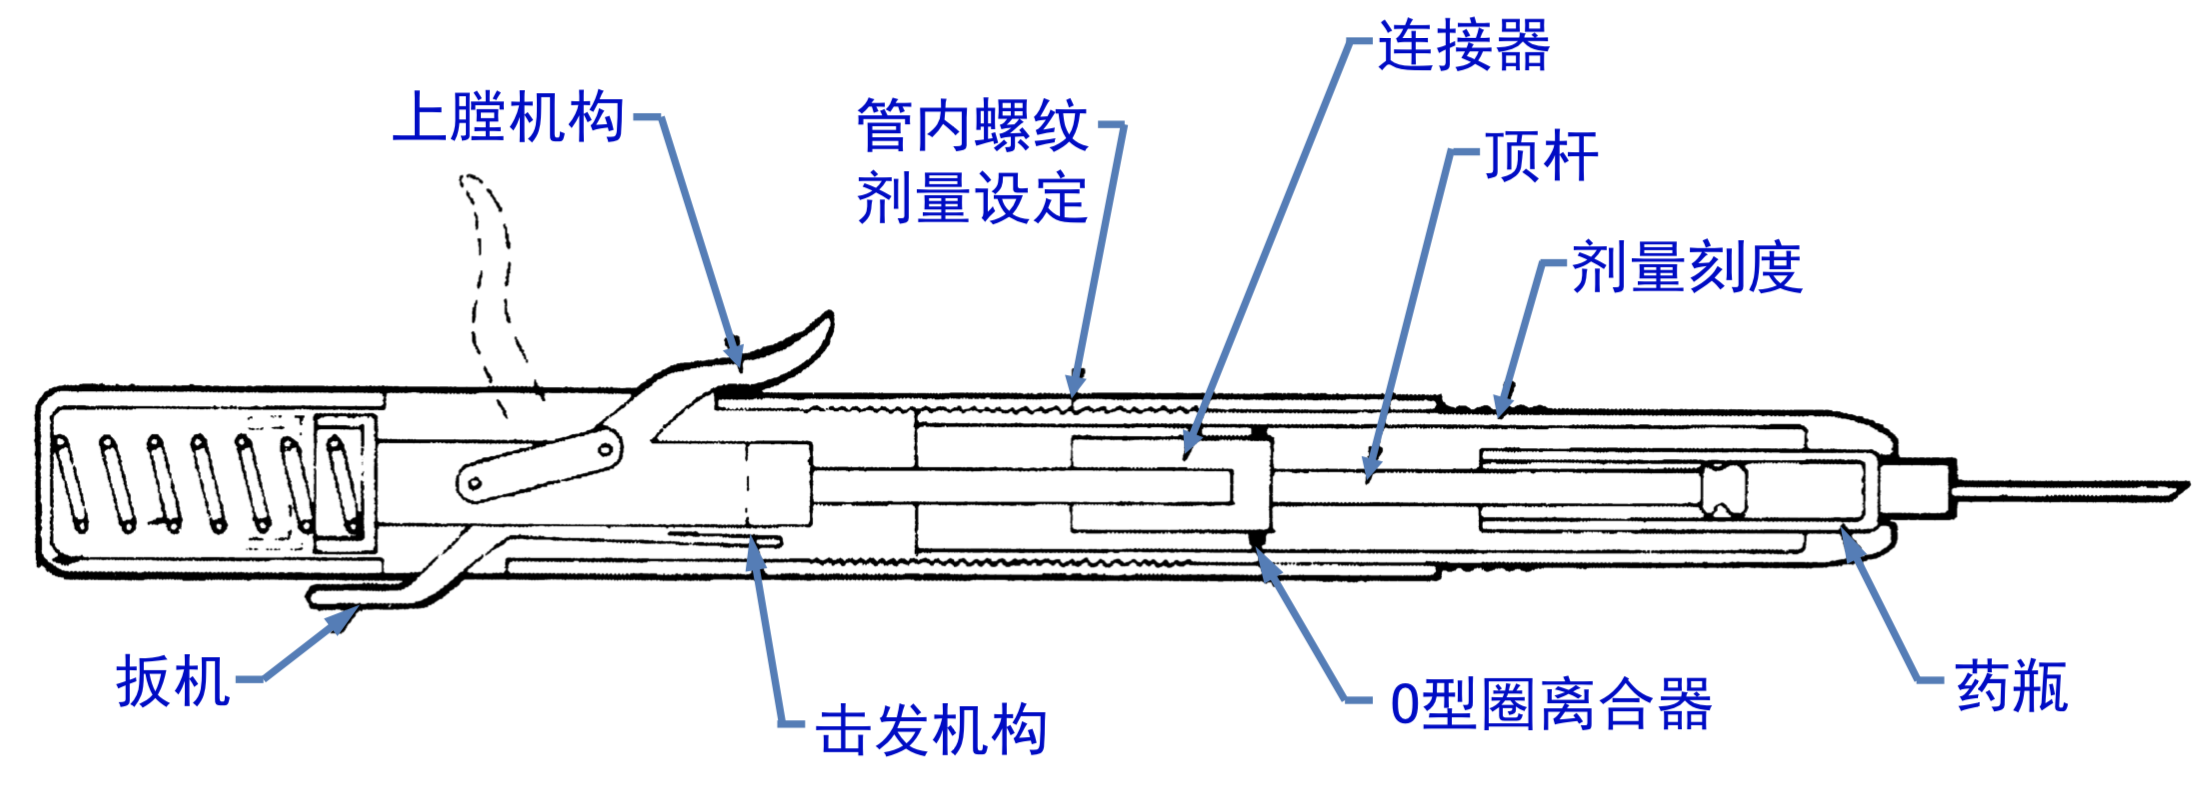 连接器
上膛机构
管内螺纹
剂量设定
顶杆
剂量刻度
扳机
击发机构
O型圈离合器
药瓶